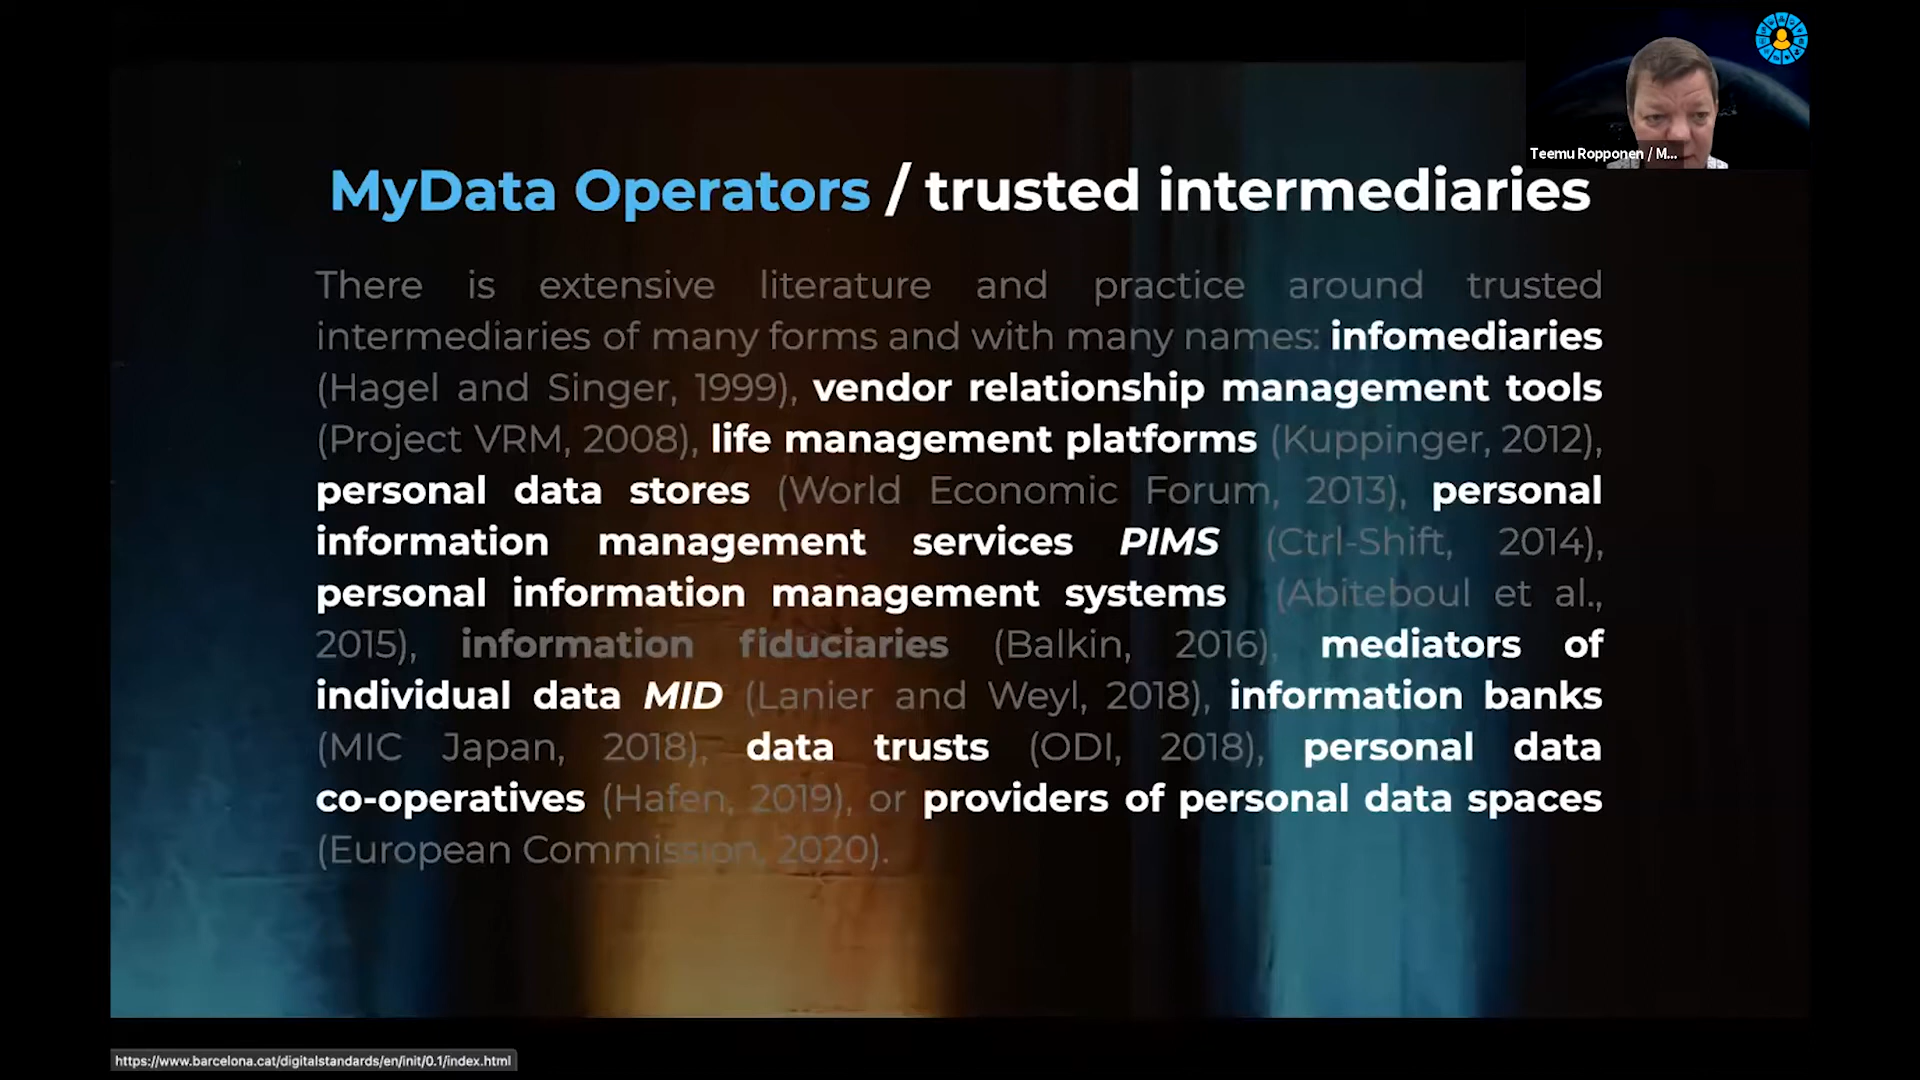 Teemu Ropponen / M...
MyData Operators / trusted intermediaries
There is extensive literature and practice around trusted
intermediaries of many forms and with many names: infomediaries
(Hagel and Singer, 1999), vendor relationship management tools
(Project VRM, 2008), life management platforms (Kuppinger, 2012),
personal data stores (World Economic Forum, 2013), personal
information management services PIMS (Ctrl-Shift, 2014),
personal information management systems (Abiteboul et al.,
2015), information fiduciaries (Balkin, 2016), mediators of
individual data MID (Lanier and Weyl, 2018), information banks
(MIC Japan, 2018), data trusts (ODI, 2018), personal data
co-operatives (Hafen, 2019), or providers of personal data spaces
(European Commission, 2020).
https://www.barcelona.cat/digitalstandards/en/init/0.1/index.html